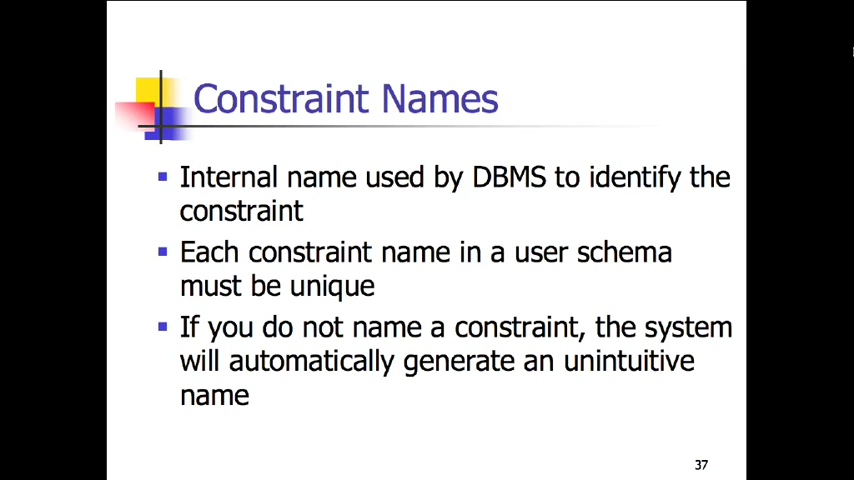 Constraint Names
Internal name used by DBMS to identify the
constraint
Each constraint name in a user schema
must be unique
If you do not name a constraint, the system
will automatically generate an unintuitive
name
37